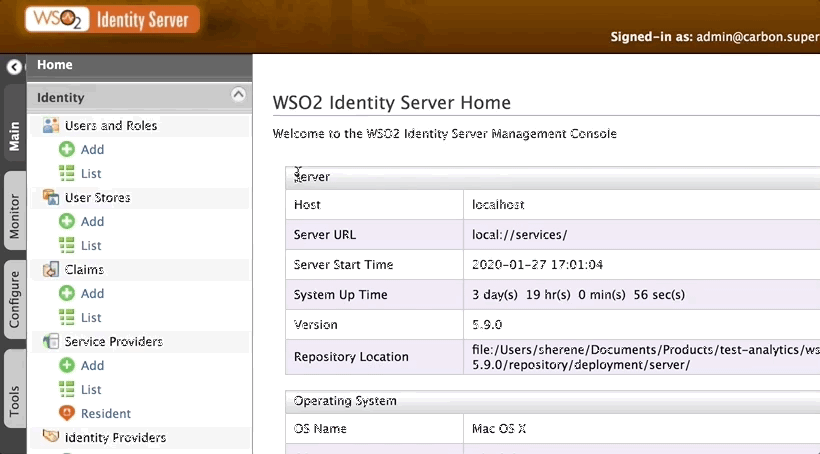 WSO2 Identity Server
Signed-in as: admin@carbon.super
Home
Identity
Users and Roles
Add
List
User Stores
Add
List
Claims
Add
List
Service Providers
Add
List
Resident
Identity Providers
Main
Monitor
Configure
Tools
WSO2 Identity Server Home
Welcome to the WSO2 Identity Server Management Console
Server
Host localhost
Server URL local://services/
Server Start Time 2020-01-27 17:01:04
System Up Time 3 day(s) 19 hr(s) 0 min(s) 56 sec(s)
Version 5.9.0
Repository Location file:/Users/sherene/Documents/Products/test-analytics/ws
5.9.0/repository/deployment/server/
Operating System
OS Name Mac OS X